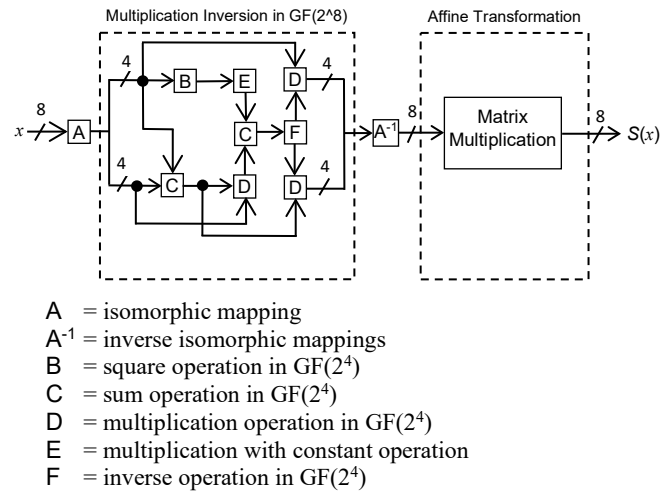 Multiplication Inversion in GF(2^8)
Affine Transformation
4
4
B
E
D
8
8
8
x
A
C
F
A⁻¹
Matrix
Multiplication
S(x)
4
4
C
D
D
A = isomorphic mapping
A⁻¹ = inverse isomorphic mappings
B = square operation in GF(2⁴)
C = sum operation in GF(2⁴)
D = multiplication operation in GF(2⁴)
E = multiplication with constant operation
F = inverse operation in GF(2⁴)